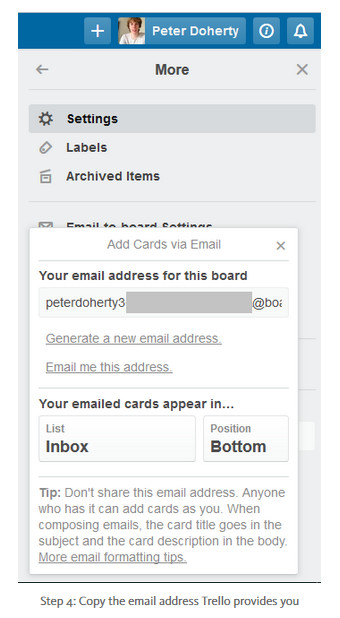 Peter Doherty
More
Settings
Labels
Archived Items
Email-to-board Settings
Add Cards via Email
Your email address for this board
peterdoherty3 @boa
Generate a new email address.
Email me this address.
Your emailed cards appear in…
List Position
Inbox Bottom
Tip: Don't share this email address. Anyone
who has it can add cards as you. When
composing emails, the card title goes in the
subject and the card description in the body.
More email formatting tips.
Step 4: Copy the email address Trello provides you